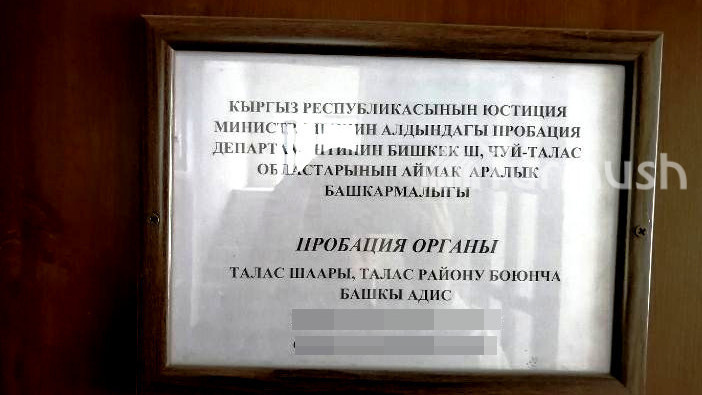 КЫРГЫЗ РЕСПУБЛИКАСЫНЫН ЮСТИЦИЯ
АЛДЫНДАГЫ ПРОБАЦИЯ
БИШКЕК Ш, ЧУЙ-ТАЛАС
ОБЛАСТАРЫНЫН АЙМАК АРАЛЫК
БАШКАРМАЛЫГЫ
ПРОБАЦИЯ ОРГАНЫ
ТАЛАС ШААРЫ, ТАЛАС РАЙОНУ БОЮНЧА
БАШКЫ АДИС